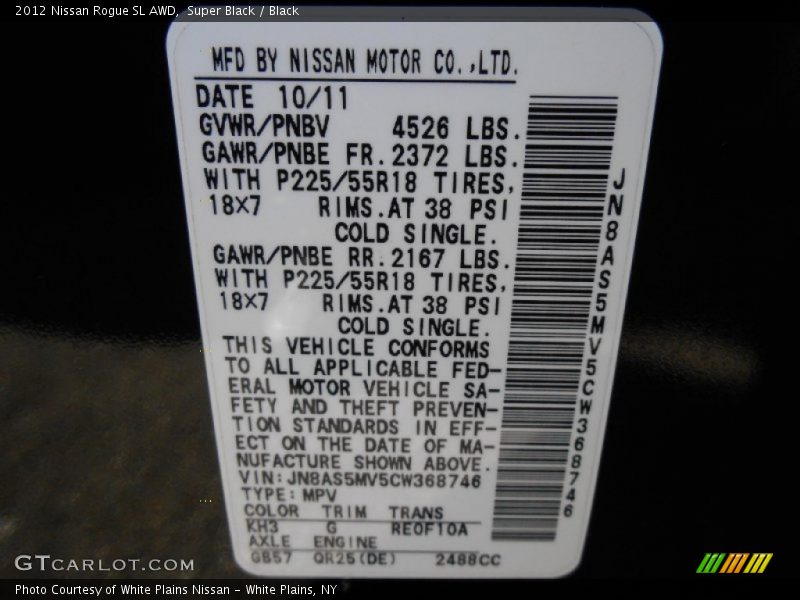 2012 Nissan Rogue SL AWD, Super Black / Black
MFD BY NISSAN MOTOR CO.,LTD.
DATE 10/11
GVWR/PNBV 4526 LBS.
GAWR/PNBE FR.2372 LBS.
WITH P225/55R18 TIRES,
18X7 RIMS.AT 38 PSI
COLD SINGLE.
GAWR/PNBE RR.2167 LBS.
WITH P225/55R18 TIRES,
18X7 RIMS.AT 38 PSI
COLD SINGLE.
THIS VEHICLE CONFORMS
TO ALL APPLICABLE FED-
ERAL MOTOR VEHICLE SA-
FETY AND THEFT PREVEN-
TION STANDARDS IN EFF-
ECT ON THE DATE OF MA-
NUFACTURE SHOWN ABOVE.
VIN:JN8AS5MV5CW368746
TYPE:MPV
COLOR TRIM TRANS
KH3 G RE0F10A
AXLE ENGINE
GB57 QR25(DE) 2488CC
JN8AS5MV5CW368746
GTCARLOT.COM
Photo Courtesy of White Plains Nissan - White Plains, NY